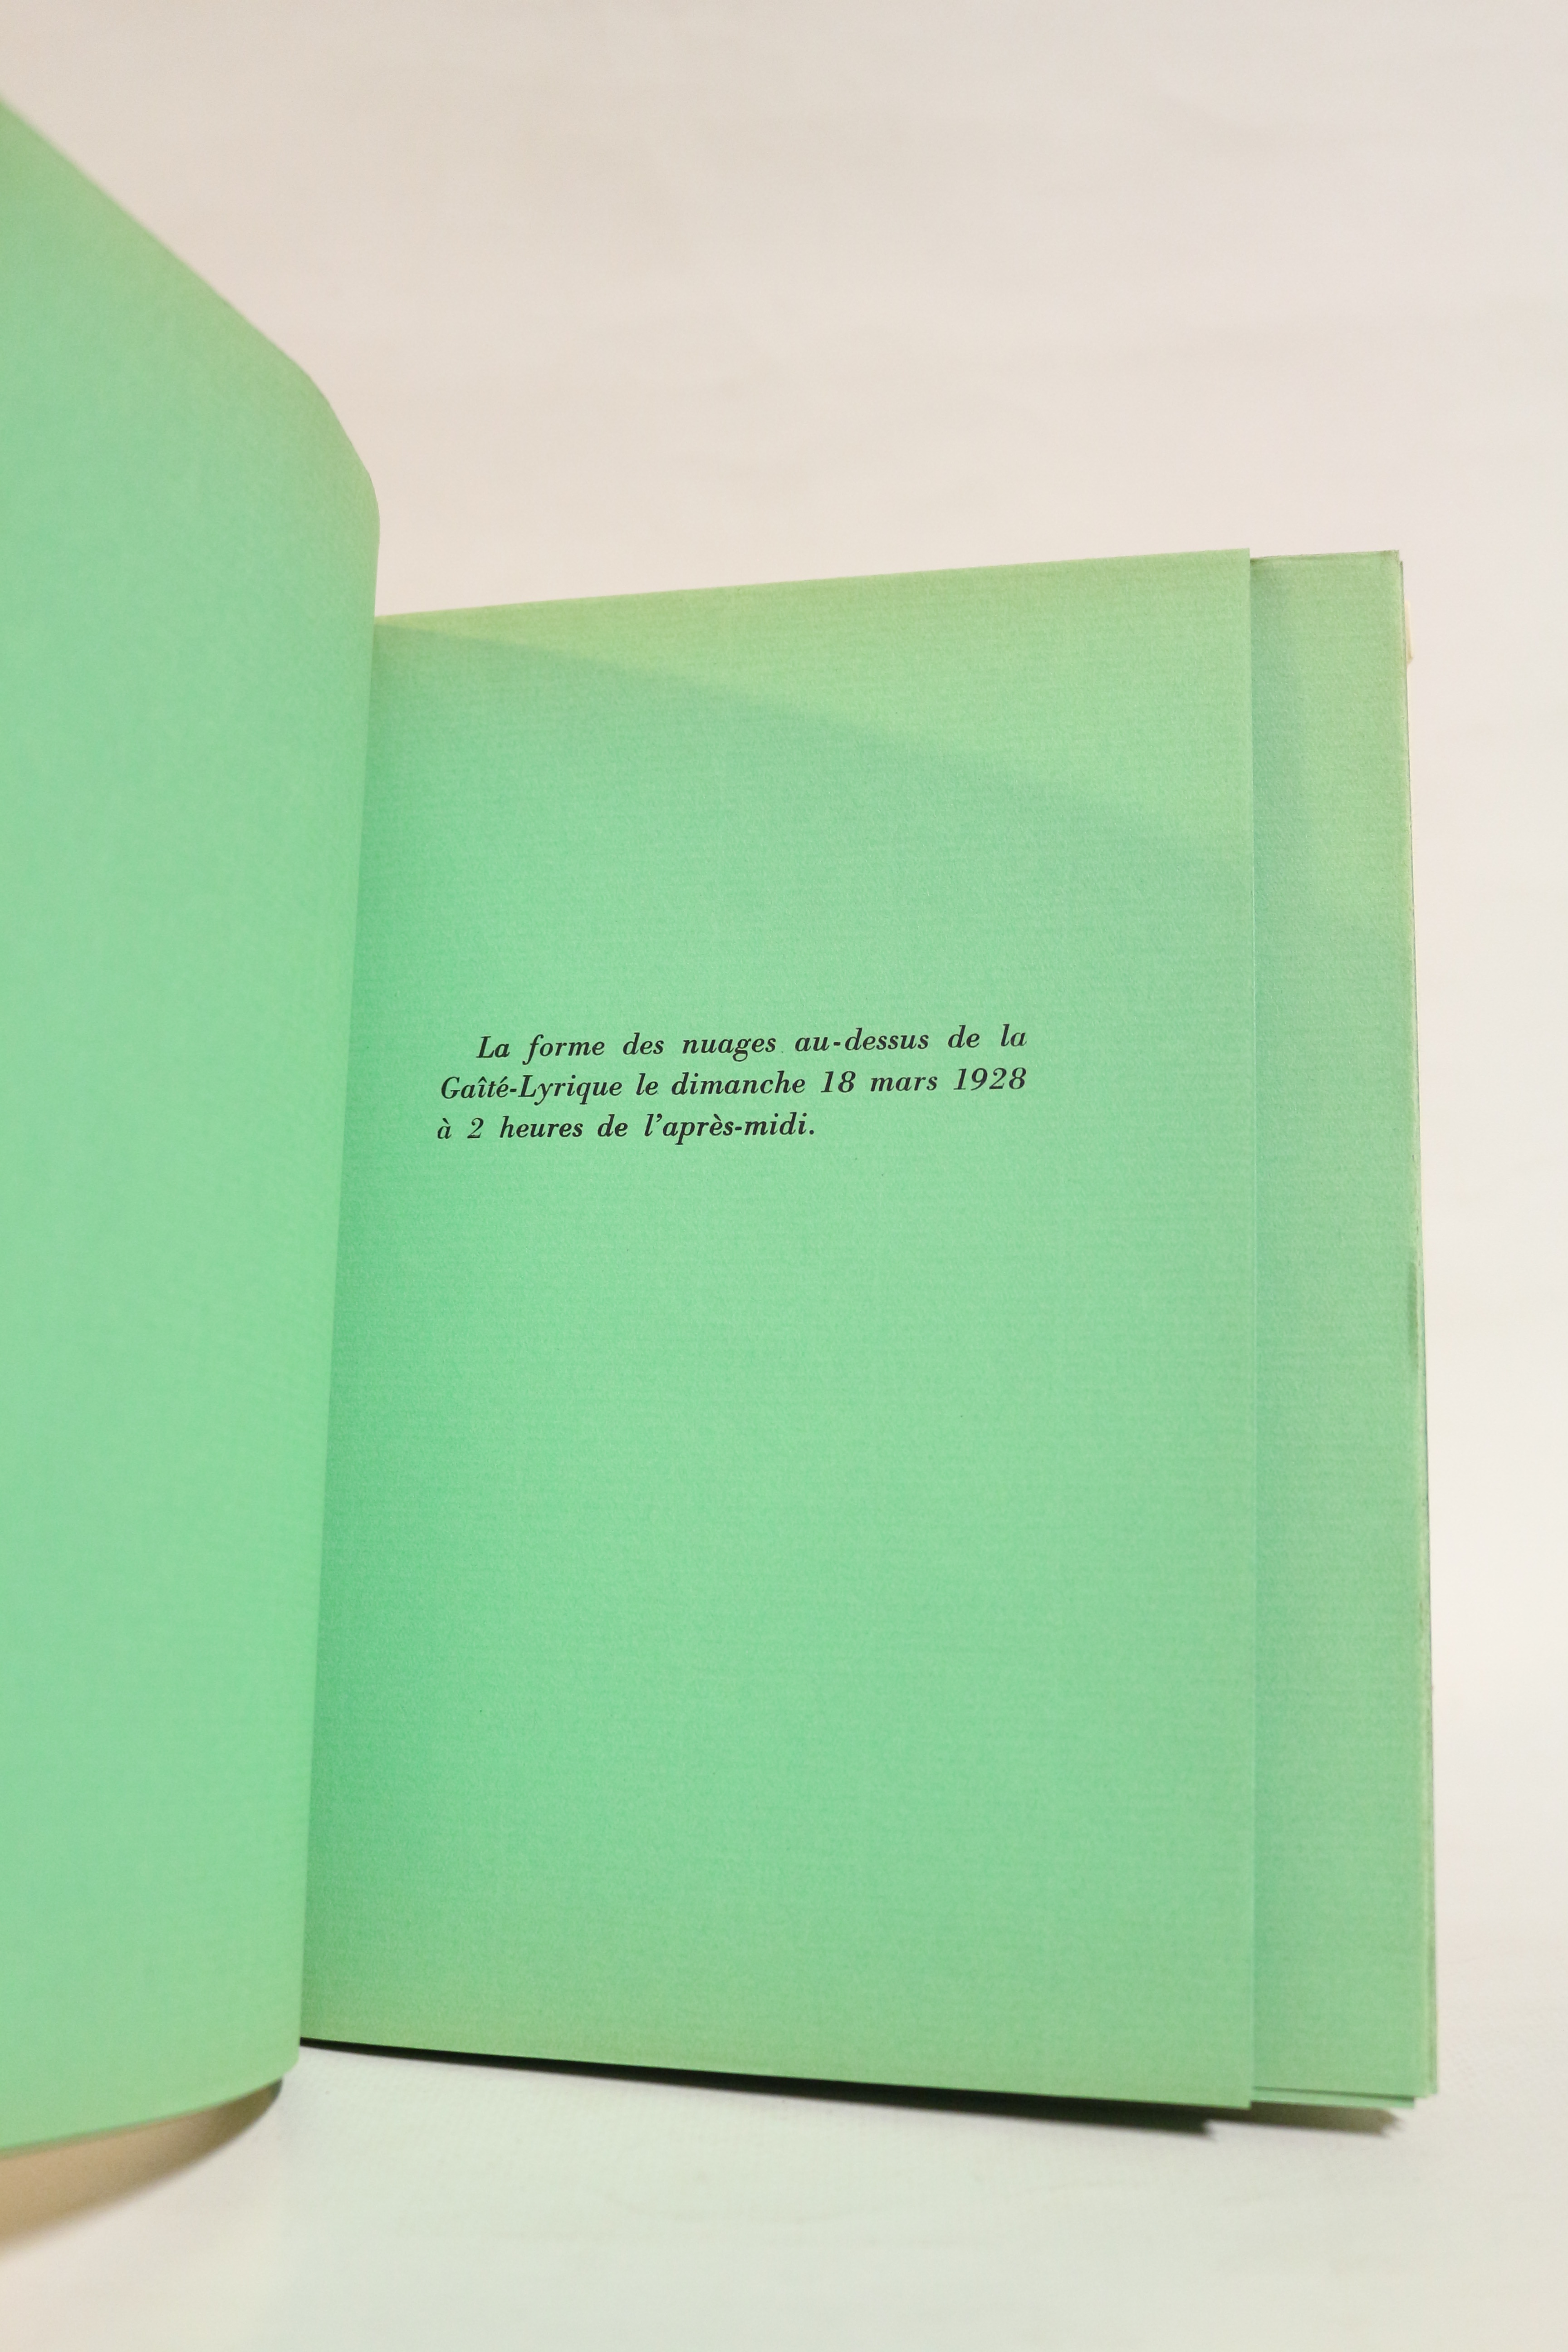 La forme des nuages au-dessus de la
Gaîté-Lyrique le dimanche 18 mars 1928
à 2 heures de l'après-midi.